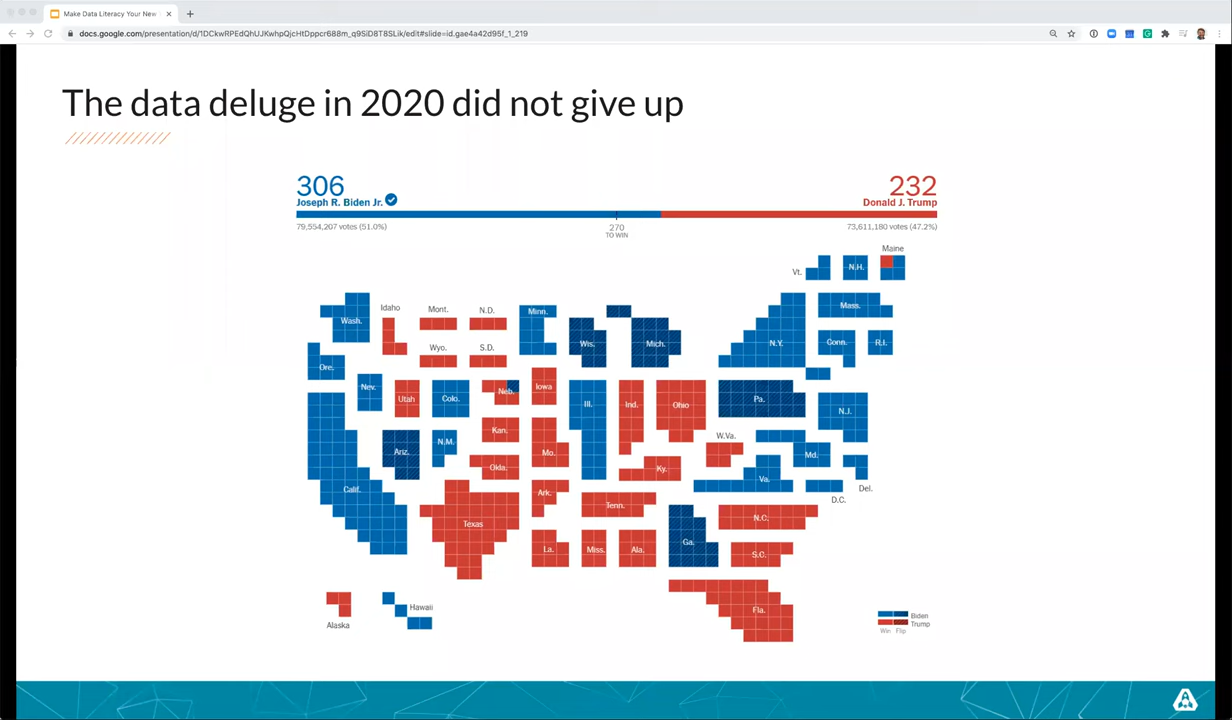 Make Data Literacy Your New
docs.google.com/presentation/d/1DCkwRPEdQhUJKwhpQjcHtDppcr688m_q9SiD8T8SLik/edit#slide=id.gae4a42d95f_1_219
The data deluge in 2020 did not give up
306
232
Joseph R. Biden Jr.
Donald J. Trump
79,554,207 votes (51.0%)
270
TO WIN
73,611,180 votes (47.2%)
Maine
Vt.
N.H.
Idaho
Mont.
N.D.
Minn.
Mass.
Wash.
Wis.
Mich.
N.Y.
Conn.
R.I.
Wyo.
S.D.
Ore.
Nev.
Utah
Colo.
Neb.
Iowa
Ill.
Ind.
Ohio
Pa.
N.J.
Kan.
W.Va.
Ariz.
N.M.
Mo.
Md.
Okla.
Ky.
Va.
Del.
Calif.
Ark.
D.C.
Tenn.
Texas
N.C.
Ga.
La.
Miss.
Ala.
S.C.
Hawaii
Fla.
Alaska
Biden
Trump
Win Flip